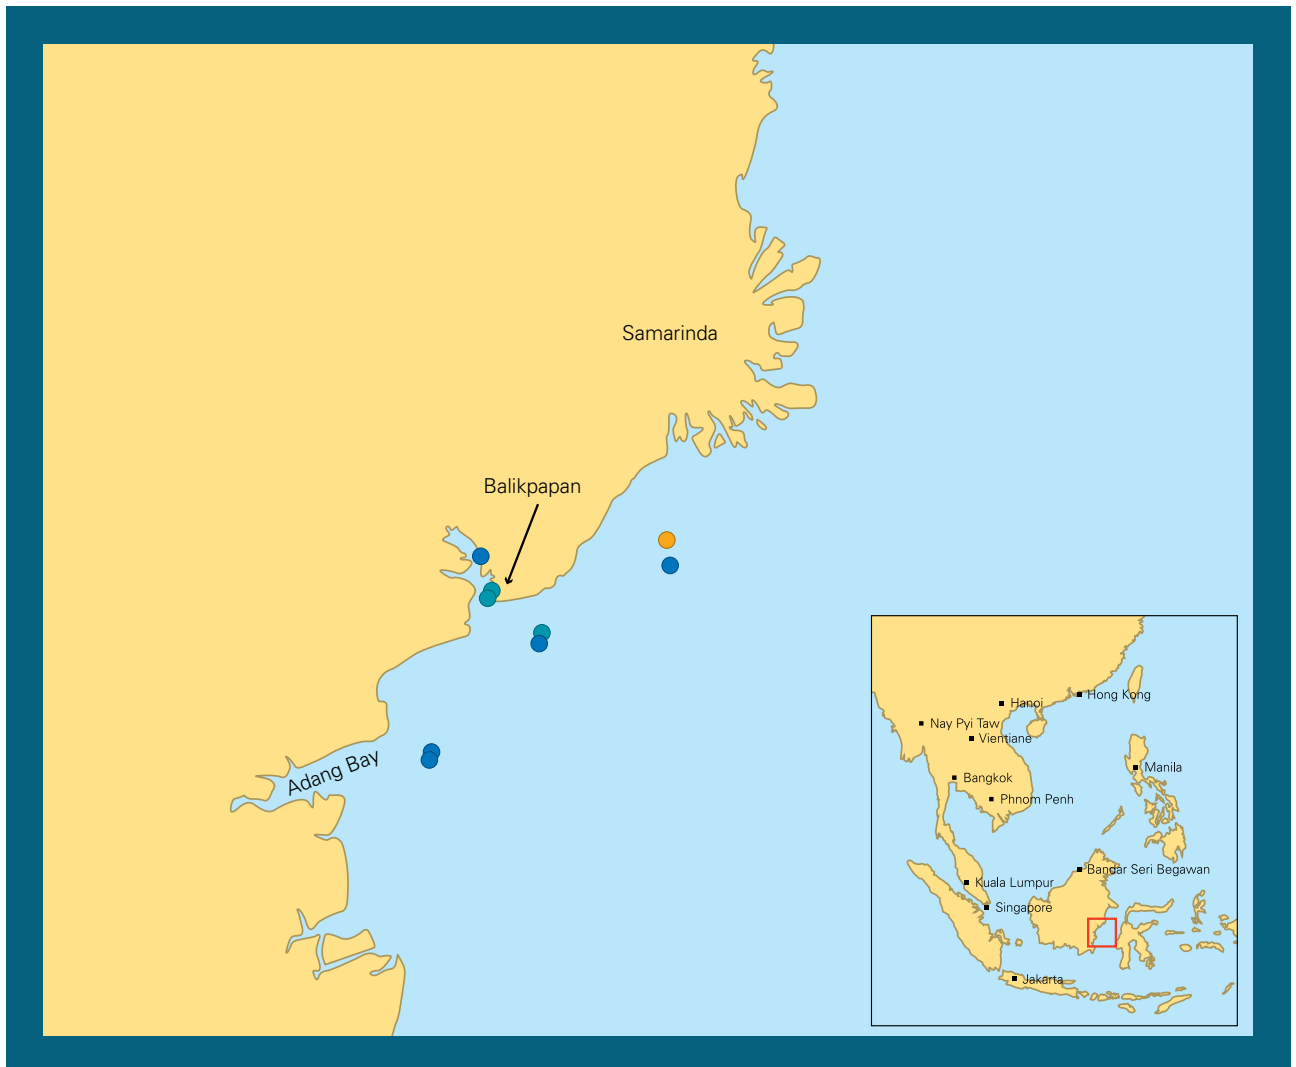 Samarinda
Balikpapan
Adang Bay
Hong Kong
Hanoi
Nay Pyi Taw
Vientiane
Manila
Bangkok
Phnom Penh
Bandar Seri Begawan
Kuala Lumpur
Singapore
Jakarta